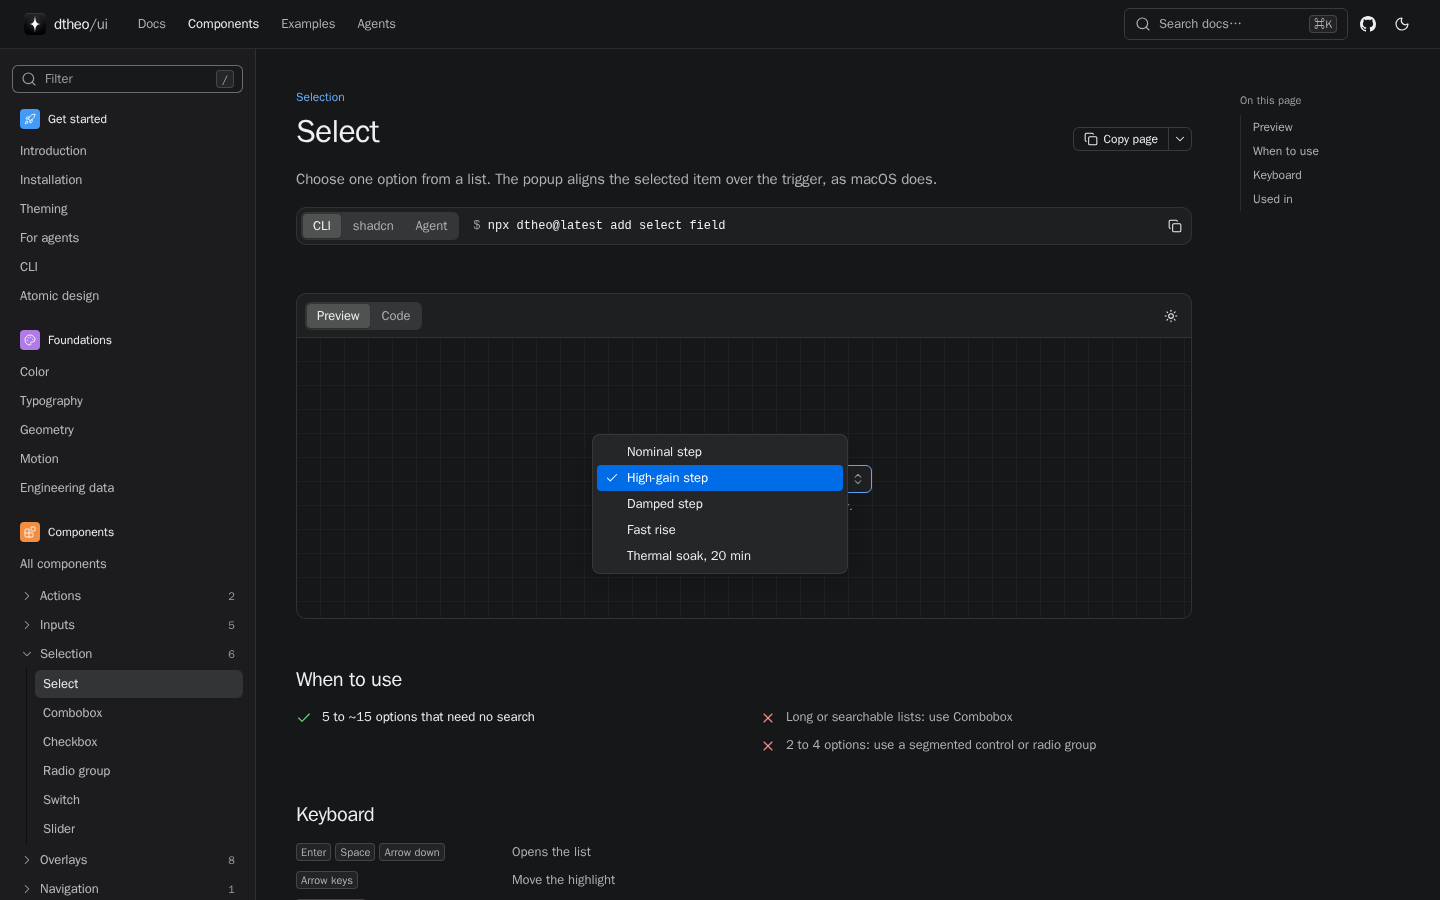 dtheo/ui
Docs
Components
Examples
Agents
Search docs⋯
⌘K
Filter
/
Get started
Introduction
Installation
Theming
For agents
CLI
Atomic design
Foundations
Color
Typography
Geometry
Motion
Engineering data
Components
All components
Actions 2
Inputs 5
Selection 6
Select
Combobox
Checkbox
Radio group
Switch
Slider
Overlays 8
Navigation 1
Selection
Select
Copy page
Choose one option from a list. The popup aligns the selected item over the trigger, as macOS does.
CLI shadcn Agent $ npx dtheo@latest add select field
Preview Code
Nominal step
High-gain step
Damped step
Fast rise
Thermal soak, 20 min
When to use
5 to ~15 options that need no search
Long or searchable lists: use Combobox
2 to 4 options: use a segmented control or radio group
Keyboard
Enter Space Arrow down Opens the list
Arrow keys Move the highlight
On this page
Preview
When to use
Keyboard
Used in